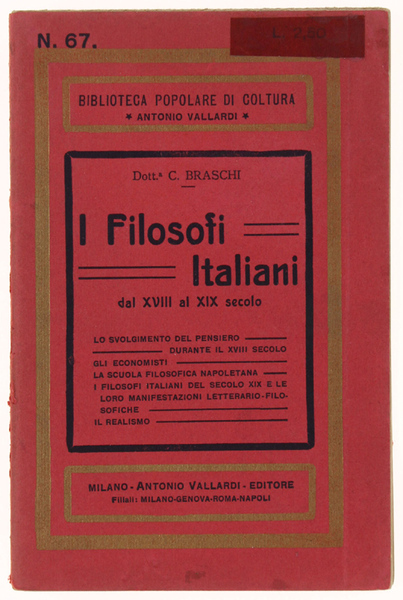 N. 67.
L. 2,50
BIBLIOTECA POPOLARE DI COLTURA
* ANTONIO VALLARDI *
Dott.ª C. BRASCHI
I Filosofi
Italiani
dal XVIII al XIX secolo
LO SVOLGIMENTO DEL PENSIERO
DURANTE IL XVIII SECOLO
GLI ECONOMISTI
LA SCUOLA FILOSOFICA NAPOLETANA
I FILOSOFI ITALIANI DEL SECOLO XIX E LE
LORO MANIFESTAZIONI LETTERARIO-FILO-
SOFICHE
IL REALISMO
MILANO - ANTONIO VALLARDI - EDITORE
Filiali: MILANO-GENOVA-ROMA-NAPOLI